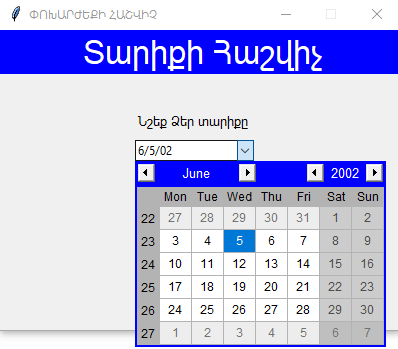 ՓՈԽԱՐԺԵՔԻ ՀԱՇՎԻՉ
Տարիքի Հաշվիչ
Նշեք Ձեր տարիքը
6/5/02
June 2002
Mon Tue Wed Thu Fri Sat Sun
22 27 28 29 30 31 1 2
23 3 4 5 6 7 8 9
24 10 11 12 13 14 15 16
25 17 18 19 20 21 22 23
26 24 25 26 27 28 29 30
27 1 2 3 4 5 6 7